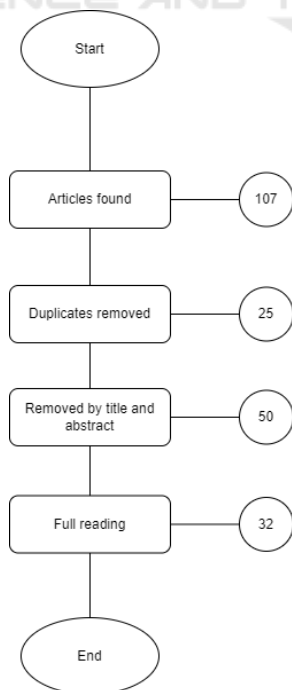 Start
Articles found
107
Duplicates removed
25
Removed by title and
abstract
50
Full reading
32
End